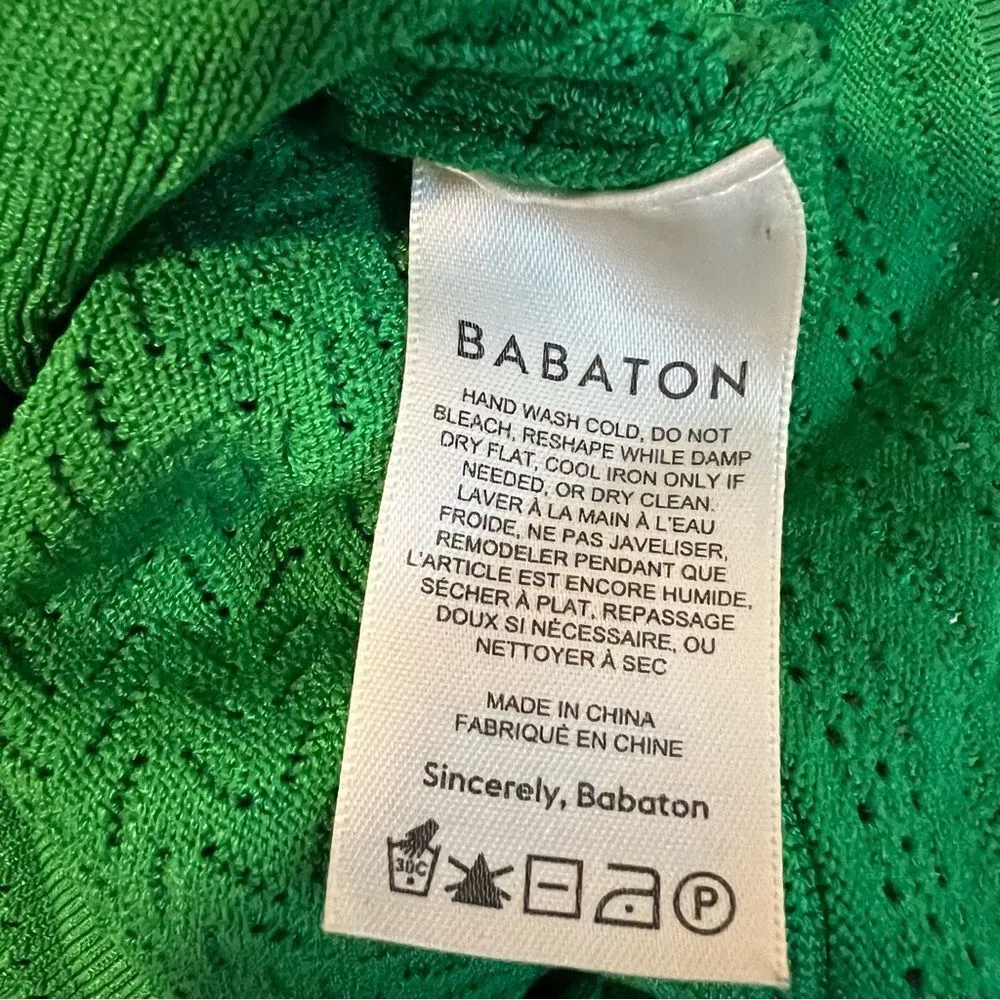 BABATON
HAND WASH COLD, DO NOT
BLEACH, RESHAPE WHILE DAMP
DRY FLAT, COOL IRON ONLY IF
NEEDED, OR DRY CLEAN.
LAVER À LA MAIN À L'EAU
FROIDE, NE PAS JAVELISER,
REMODELER PENDANT QUE
L'ARTICLE EST ENCORE HUMIDE,
SÉCHER À PLAT, REPASSAGE
DOUX SI NÉCESSAIRE, OU
NETTOYER À SEC
MADE IN CHINA
FABRIQUÉ EN CHINE
Sincerely, Babaton
30C P